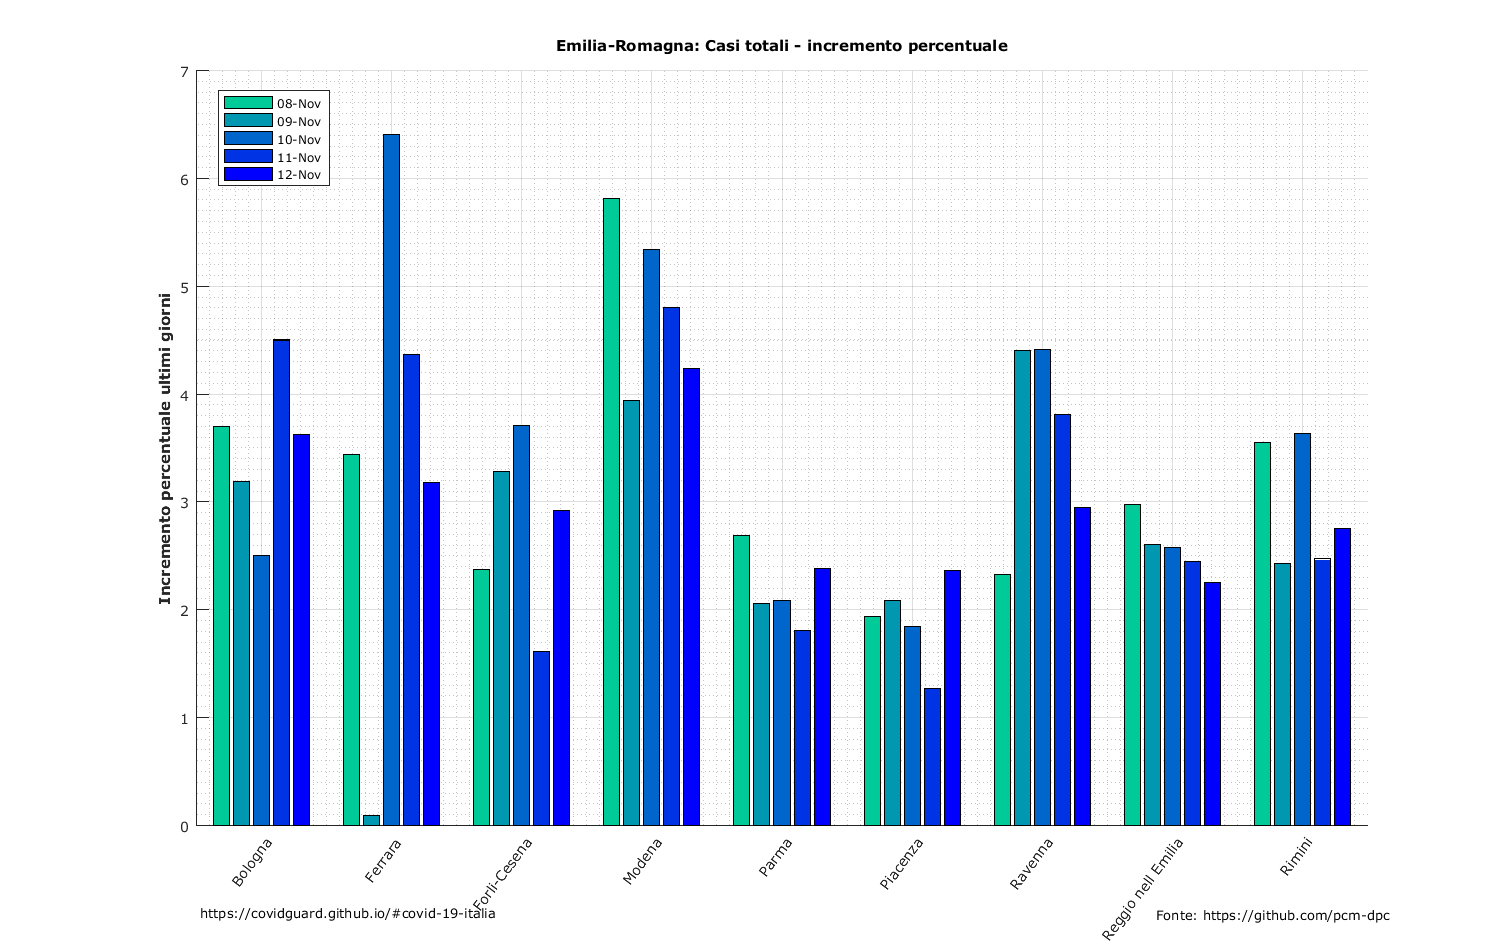 Emilia-Romagna: Casi totali - incremento percentuale
7
6
5
4
3
2
1
0
Incremento percentuale ultimi giorni
08-Nov
09-Nov
10-Nov
11-Nov
12-Nov
Bologna
Ferrara
Forlì-Cesena
Modena
Parma
Piacenza
Ravenna
Reggio nell Emilia
Rimini
https://covidguard.github.io/#covid-19-italia
Fonte: https://github.com/pcm-dpc